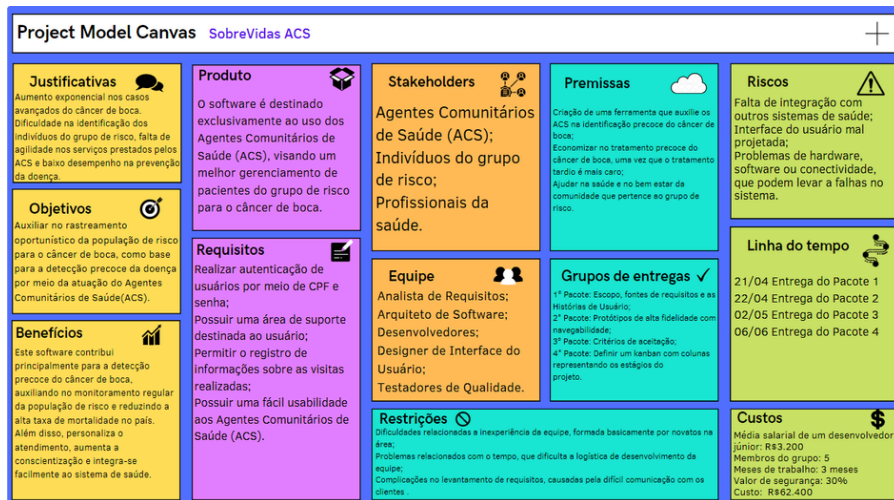 Project Model Canvas SobreVidas ACS
Justificativas
Aumento exponencial nos casos
avançados do câncer de boca.
Dificuldade na identificação dos
indivíduos do grupo de risco, falta de
agilidade nos serviços prestados pelos
ACS e baixo desempenho na prevenção
da doença.
Objetivos
Auxiliar no rastreamento
oportunístico da população de risco
para o câncer de boca, como base
para a detecção precoce da doença
por meio da atuação do Agentes
Comunitários de Saúde(ACS).
Benefícios
Este software contribui
principalmente para a detecção
precoce do câncer de boca,
auxiliando no monitoramento regular
da população de risco e reduzindo a
alta taxa de mortalidade no país.
Além disso, personaliza o
atendimento, aumenta a
conscientização e integra-se
facilmente ao sistema de saúde.
Produto
O software é destinado
exclusivamente ao uso dos
Agentes Comunitários de
Saúde (ACS), visando um
melhor gerenciamento de
pacientes do grupo de risco
para o câncer de boca.
Requisitos
Realizar autenticação de
usuários por meio de CPF e
senha;
Possuir uma área de suporte
destinada ao usuário;
Permitir o registro de
informações sobre as visitas
realizadas;
Possuir uma fácil usabilidade
aos Agentes Comunitários de
Saúde (ACS).
Stakeholders
Agentes Comunitários
de Saúde (ACS);
Indivíduos do grupo
de risco;
Profissionais da
saúde.
Equipe
Analista de Requisitos;
Arquiteto de Software;
Desenvolvedores;
Designer de Interface do
Usuário;
Testadores de Qualidade.
Premissas
Criação de uma ferramenta que auxilie os
ACS na identificação precoce do câncer de
boca;
Economizar no tratamento precoce do
câncer de boca, uma vez que o tratamento
tardio é mais caro;
Ajudar na saúde e no bem estar da
comunidade que pertence ao grupo de
risco.
Grupos de entregas
1° Pacote: Escopo, fontes de requisitos e as
Histórias de Usuário;
2° Pacote: Protótipos de alta fidelidade com
navegabilidade;
3° Pacote: Critérios de aceitação;
4° Pacote: Definir um kanban com colunas
representando os estágios do
projeto.
Restrições
Dificuldades relacionadas a inexperiência da equipe, formada basicamente por novatos na
área;
Problemas relacionados com o tempo, que dificulta a logística de desenvolvimento da
equipe;
Complicações no levantamento de requisitos, causadas pela difícil comunicação com os
clientes .
Riscos
Falta de integração com
outros sistemas de saúde;
Interface do usuário mal
projetada;
Problemas de hardware,
software ou conectividade,
que podem levar a falhas no
sistema.
Linha do tempo
21/04 Entrega do Pacote 1
22/04 Entrega do Pacote 2
02/05 Entrega do Pacote 3
06/06 Entrega do Pacote 4
Custos
Média salarial de um desenvolvedor
júnior: R$3.200
Membros do grupo: 5
Meses de trabalho: 3 meses
Valor de segurança: 30%
Custo: R$62.400